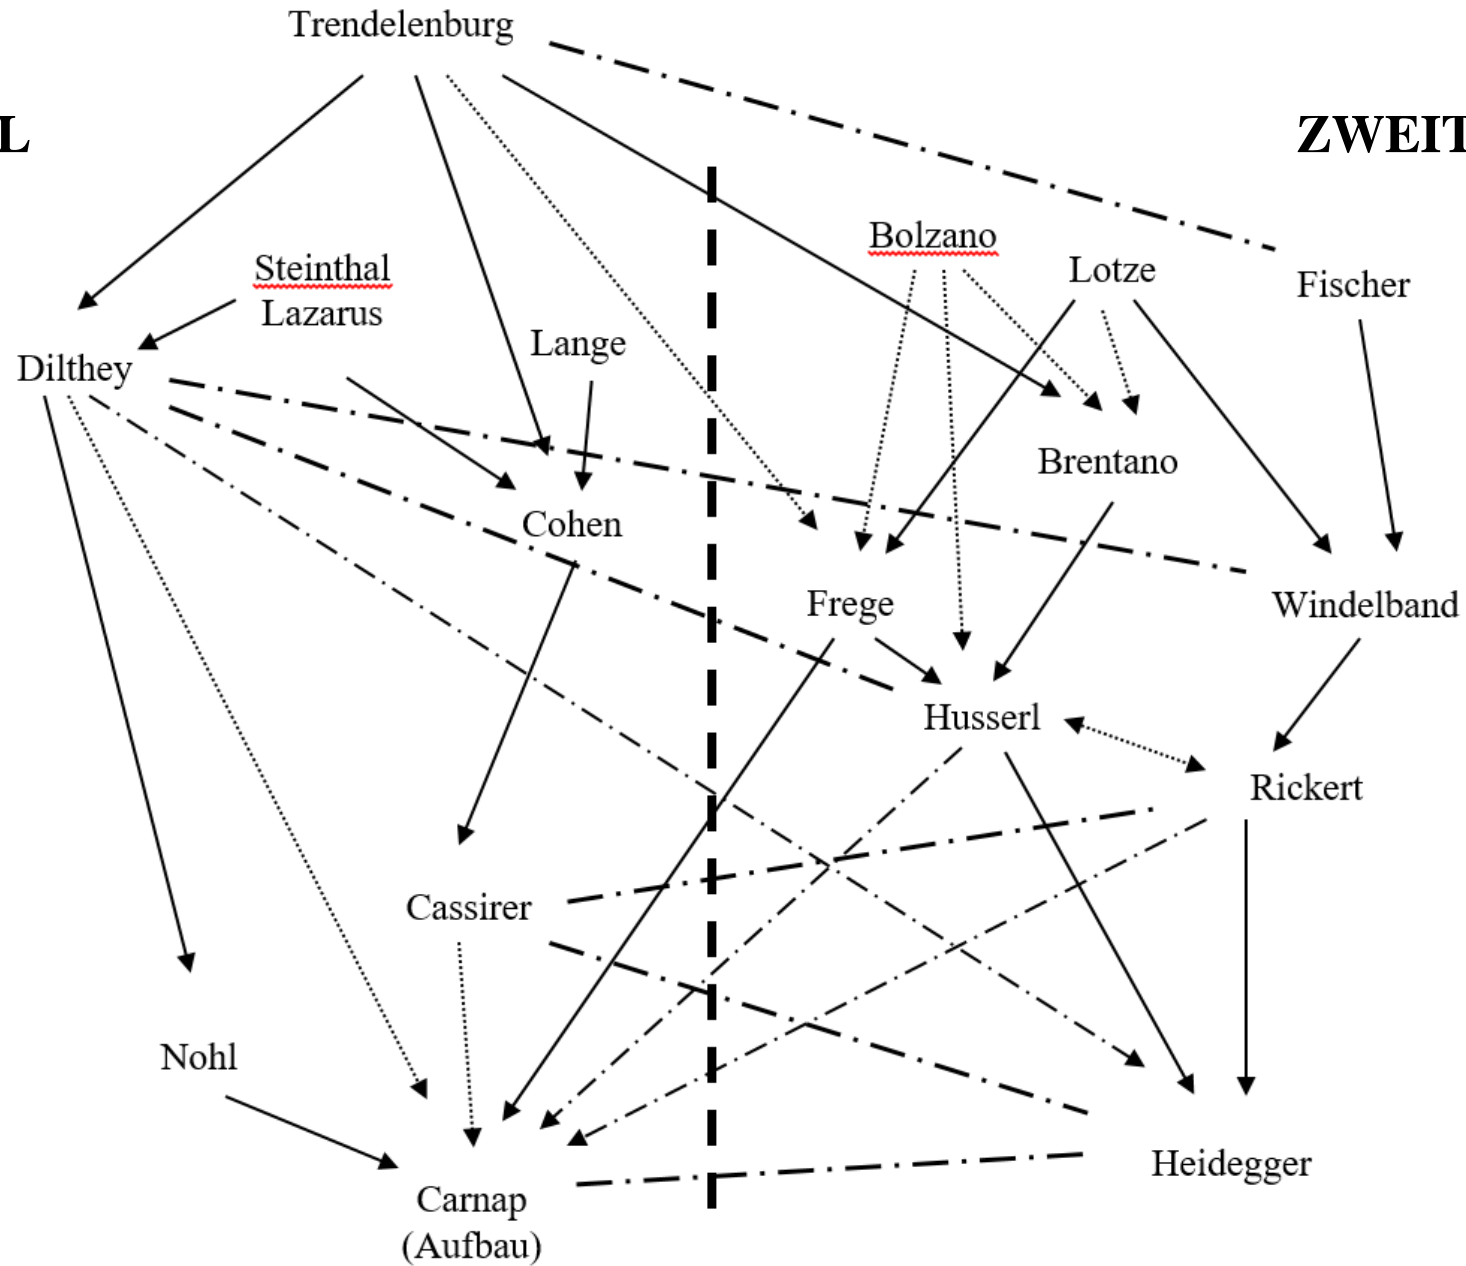 Trendelenburg
L
ZWEIT
Bolzano
Lotze
Steinthal
Lazarus
Fischer
Lange
Dilthey
Brentano
Cohen
Frege
Windelband
Husserl
Rickert
Cassirer
Nohl
Heidegger
Carnap
(Aufbau)